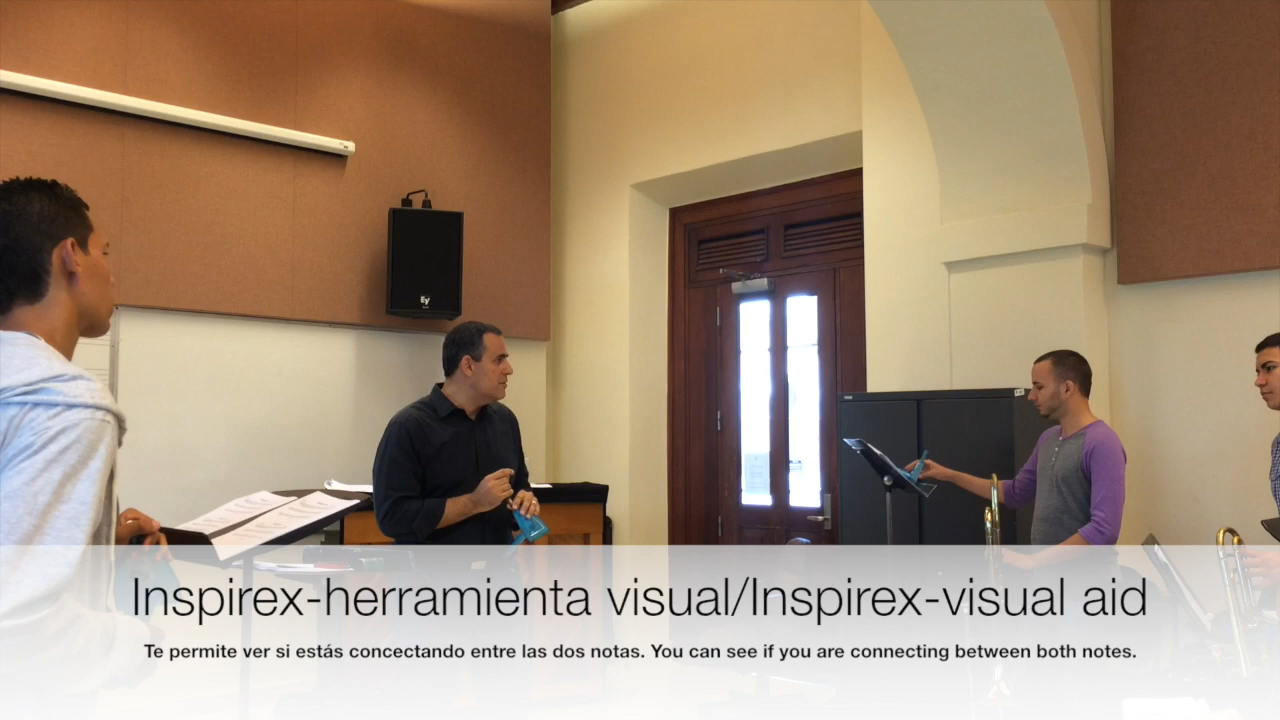 EV
Inspirex-herramienta visual/Inspirex-visual aid
Te permite ver si estás concectando entre las dos notas. You can see if you are connecting between both notes.